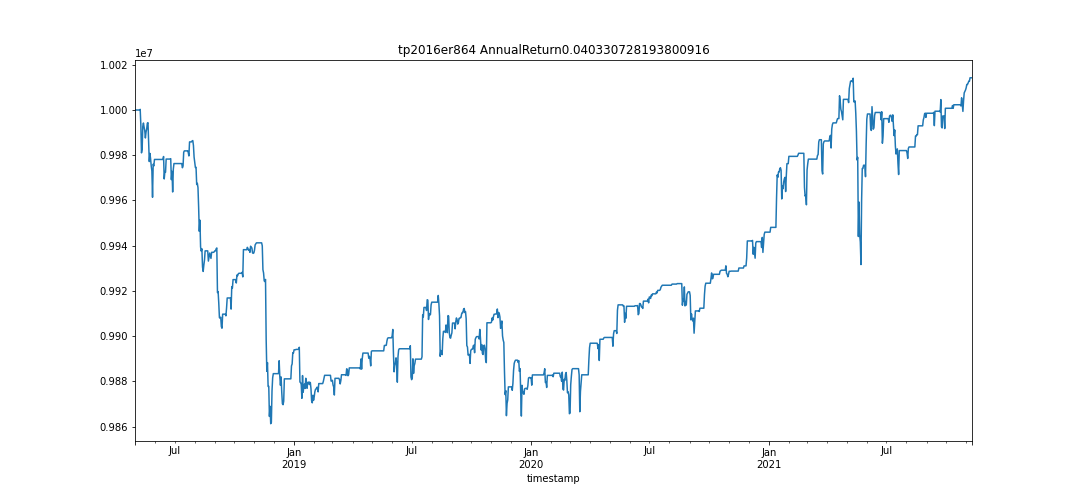 tp2016er864 AnnualReturn0.040330728193800916
1e7
1.002
1.000
0.998
0.996
0.994
0.992
0.990
0.988
0.986
Jul Jan Jul Jan Jul Jan Jul
2019 2020 2021
timestamp